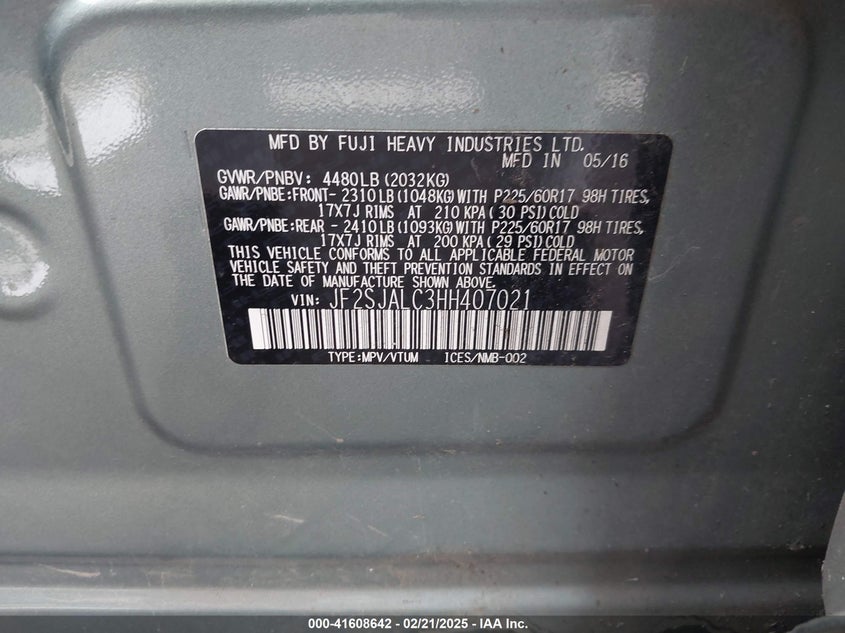 MFD BY FUJI HEAVY INDUSTRIES LTD.
MFD IN 05/16
GVWR/PNBV: 4480LB(2032KG)
GAWR/PNBE:FRONT-2310LB(1048KG)WITH P225/60R17 98H TIRES,
17X7J RIMS AT 210 KPA(30 PSI)COLD
GAWR/PNBE:REAR -2410LB(1093KG)WITH P225/60R17 98H TIRES,
17X7J RIMS AT 200 KPA(29 PSI)COLD
THIS VEHICLE CONFORMS TO ALL APPLICABLE FEDERAL MOTOR
VEHICLE SAFETY AND THEFT PREVENTION STANDARDS IN EFFECT ON
THE DATE OF MANUFACTURE SHOWN ABOVE.
VIN: JF2SJALC3HH407021
TYPE:MPV/VTUM ICES/NMB-002
000-41608642 - 02/21/2025 - IAA Inc.